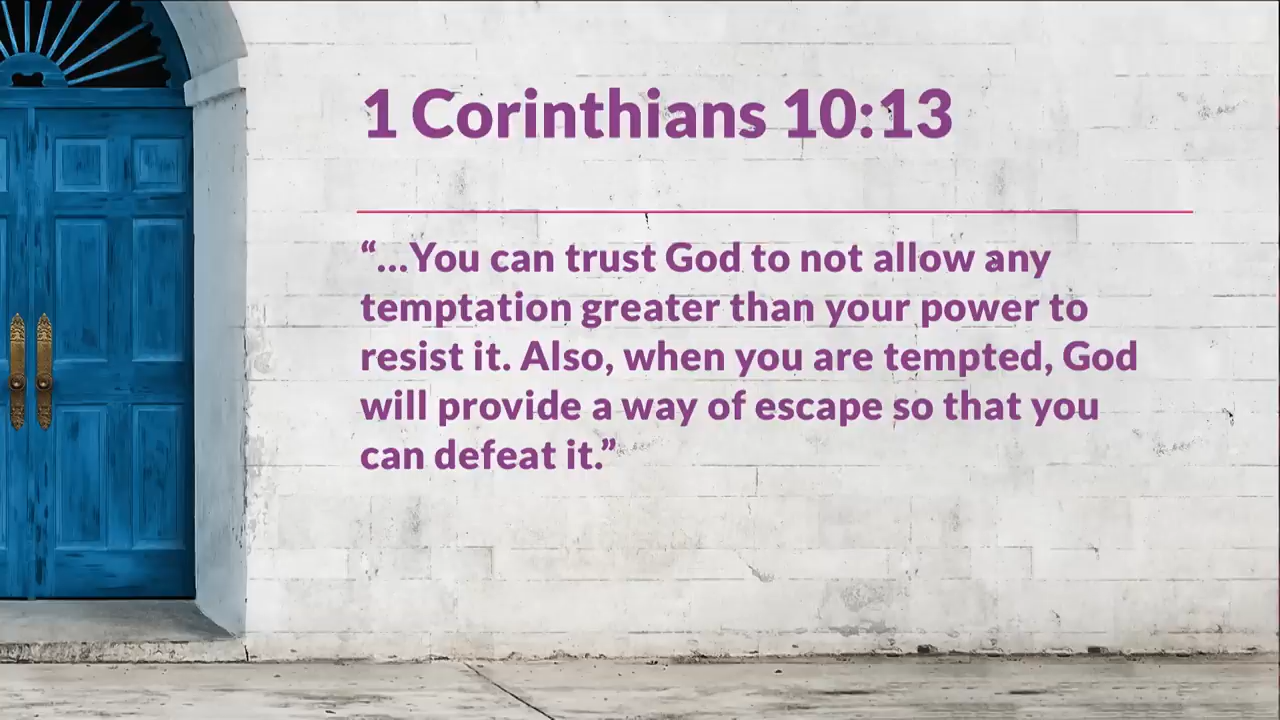 1 Corinthians 10:13
“...You can trust God to not allow any
temptation greater than your power to
resist it. Also, when you are tempted, God
will provide a way of escape so that you
can defeat it.”